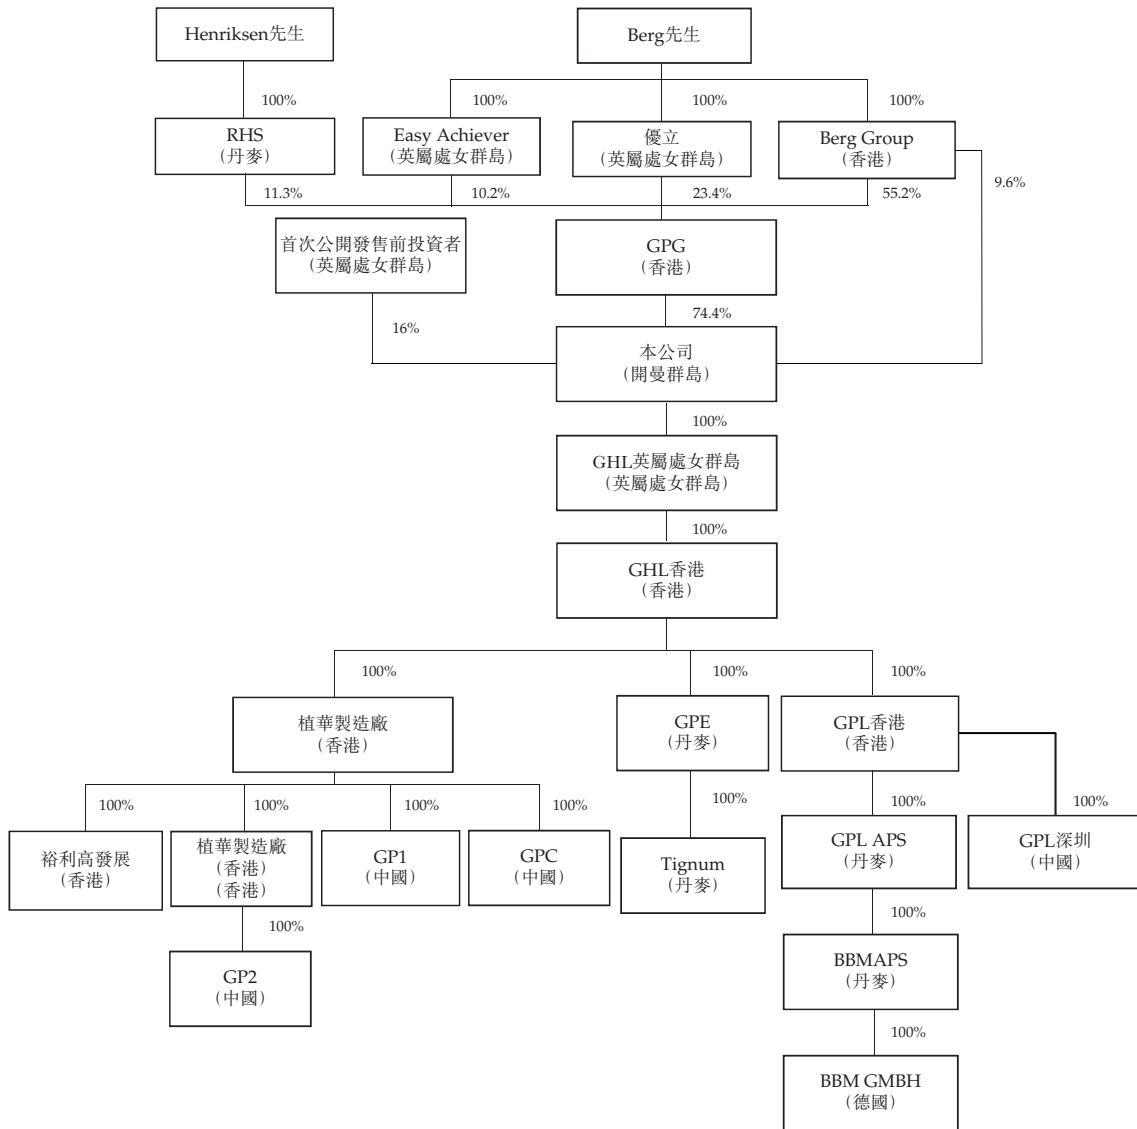 Henriksen先生
Berg先生
100%
100%
100%
100%
RHS
(丹麥)
Easy Achiever
(英屬處女群島)
優立
(英屬處女群島)
Berg Group
(香港)
11.3%
10.2%
23.4%
55.2%
9.6%
首次公開發售前投資者
(英屬處女群島)
GPG
(香港)
16%
74.4%
本公司
(開曼群島)
100%
GHL英屬處女群島
(英屬處女群島)
100%
GHL香港
(香港)
100%
100%
100%
植華製造廠
(香港)
GPE
(丹麥)
GPL香港
(香港)
100%
100%
100%
100%
100%
100%
100%
裕利高發展
(香港)
植華製造廠
(香港)
(香港)
GP1
(中國)
GPC
(中國)
Tignum
(丹麥)
GPL APS
(丹麥)
GPL深圳
(中國)
100%
100%
GP2
(中國)
BBMAPS
(丹麥)
100%
BBM GMBH
(德國)